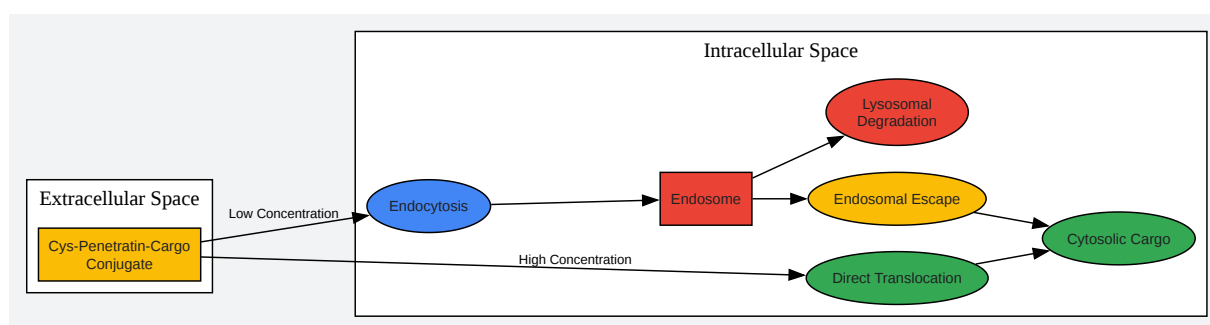 Intracellular Space
Lysosomal
Degradation
Extracellular Space
Endosome
Endosomal Escape
Endocytosis
Low Concentration
Cys-Penetratin-Cargo
Conjugate
Cytosolic Cargo
High Concentration
Direct Translocation